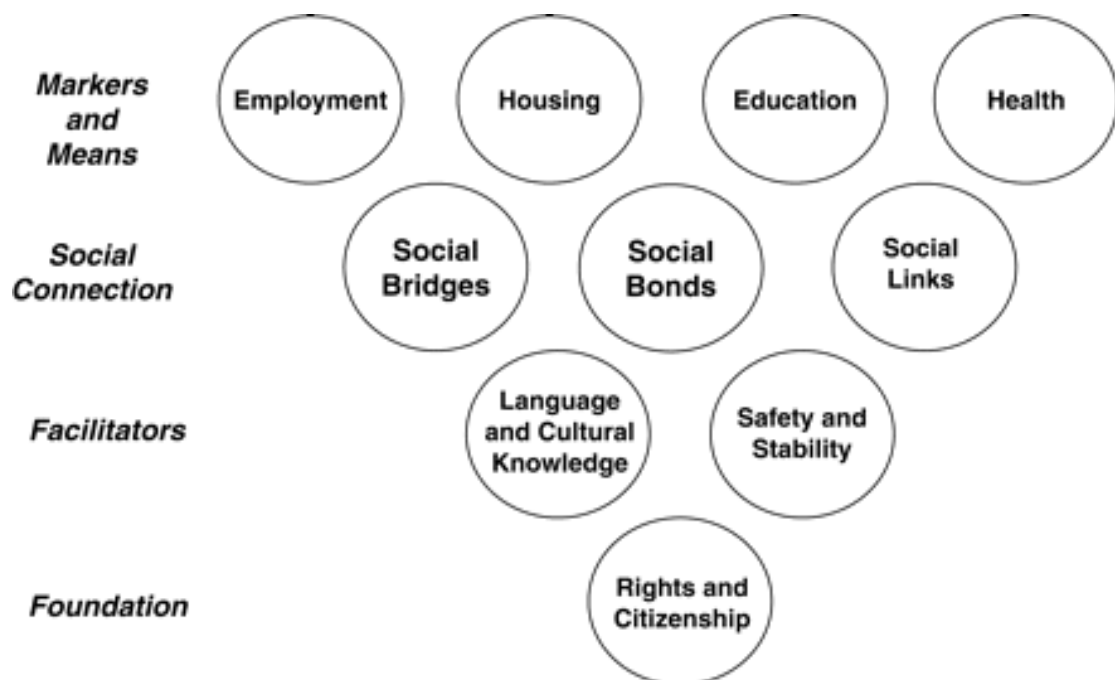 Markers
and
Means
Employment
Housing
Education
Health
Social
Connection
Social
Bridges
Social
Bonds
Social
Links
Facilitators
Language
and Cultural
Knowledge
Safety and
Stability
Foundation
Rights and
Citizenship